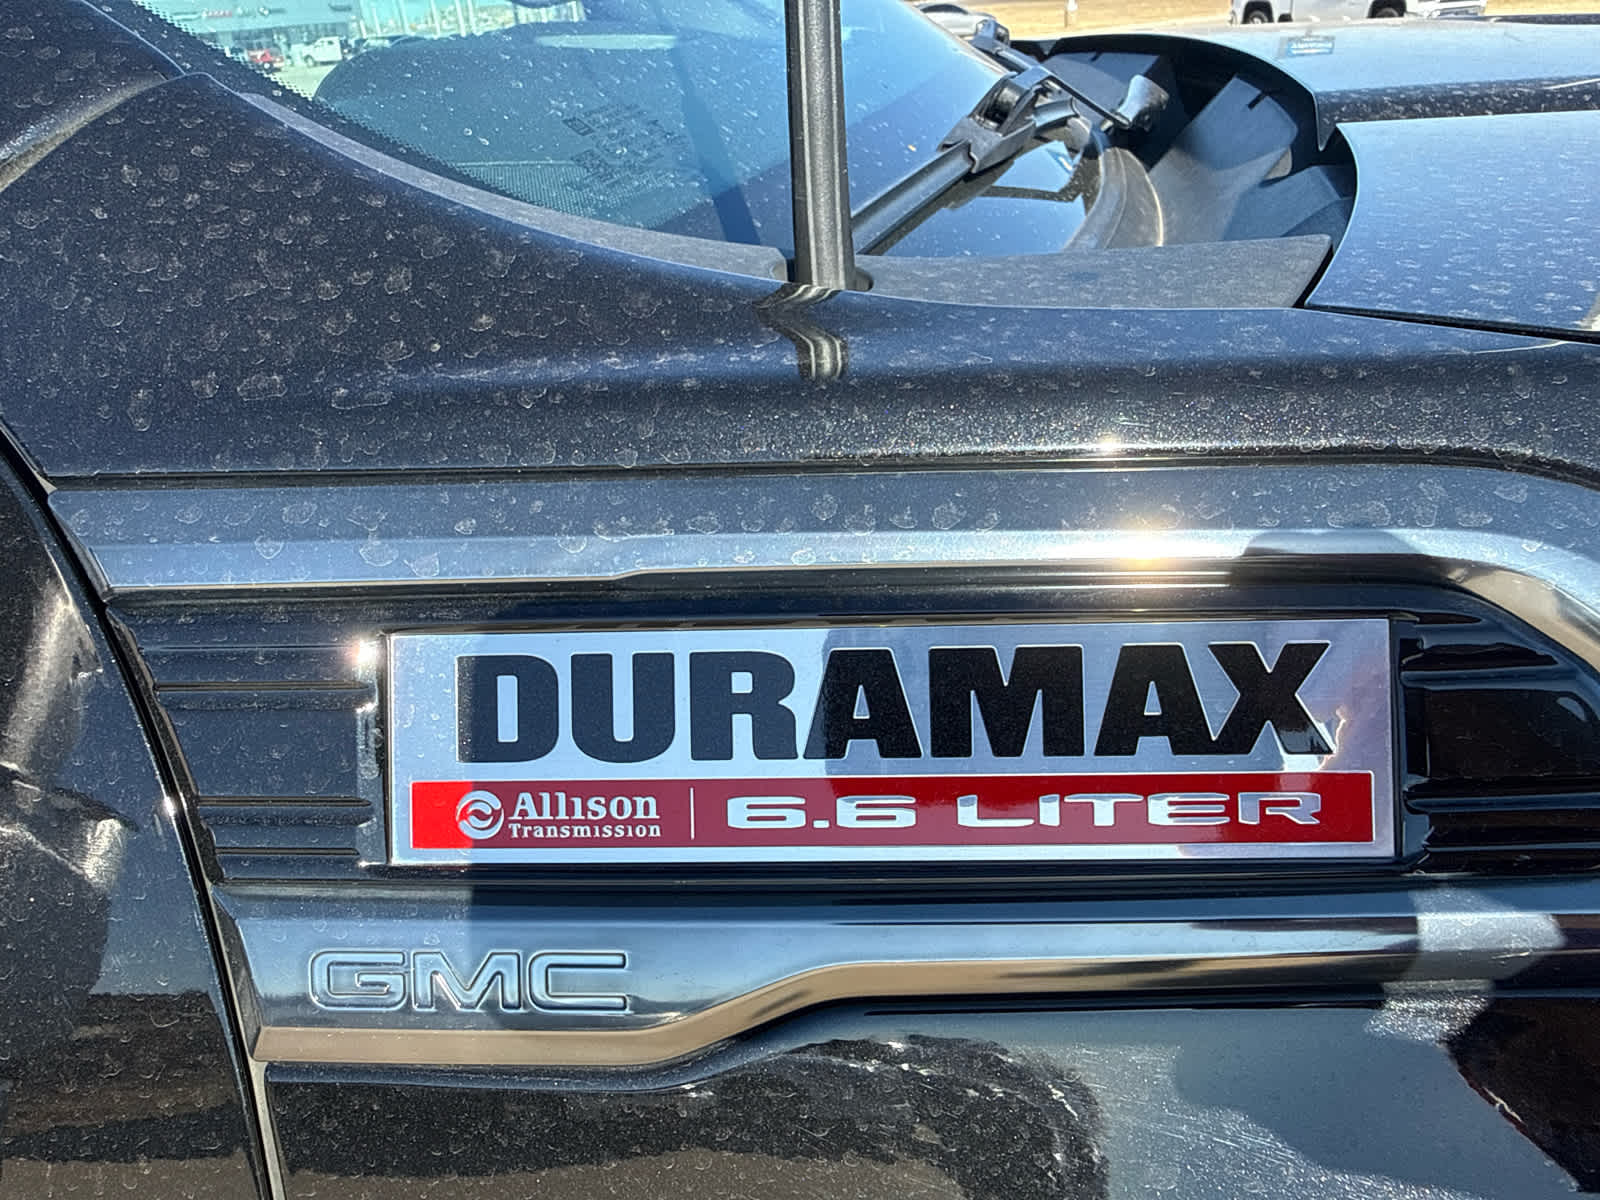 DURAMAX
Allison
Transmission
6.6 LITER
GMC